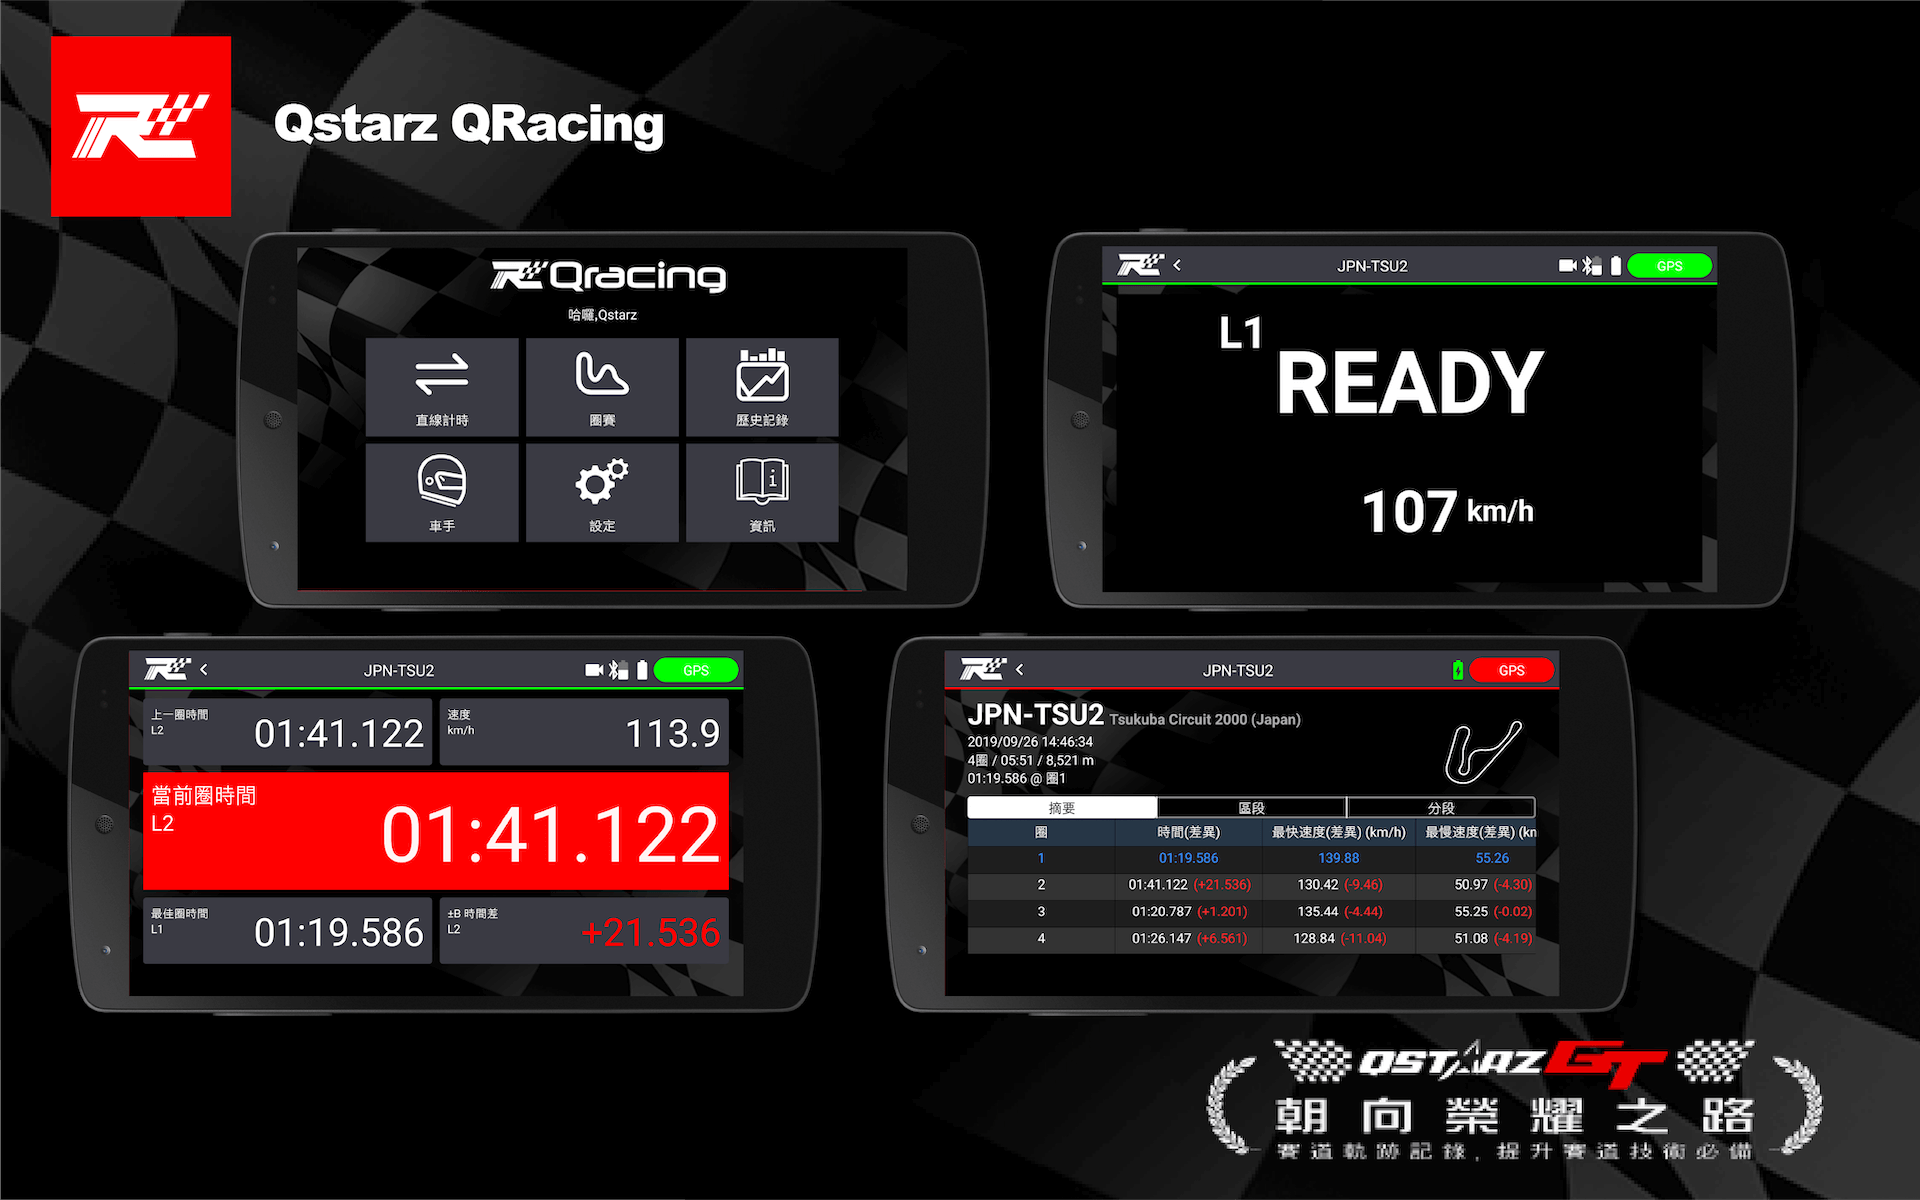 Qstarz QRacing
Qracing
哈囉,Qstarz
直線計時
圈賽
歷史記錄
車手
設定
資訊
JPN-TSU2
GPS
L1
READY
107 km/h
JPN-TSU2
GPS
上一圈時間
L2
01:41.122
速度
km/h
113.9
當前圈時間
L2
01:41.122
最佳圈時間
L1
01:19.586
±B 時間差
L2
+21.536
JPN-TSU2
GPS
JPN-TSU2 Tsukuba Circuit 2000 (Japan)
2019/09/26 14:46:34
4圈 / 05:51 / 8,521 m
01:19.586 @ 圈1
摘要 區段 分段
圈 時間(差異) 最快速度(差異) (km/h) 最慢速度(差異) (kn
1 01:19.586 139.88 55.26
2 01:41.122 (+21.536) 130.42 (-9.46) 50.97 (-4.30)
3 01:20.787 (+1.201) 135.44 (-4.44) 55.25 (-0.02)
4 01:26.147 (+6.561) 128.84 (-11.04) 51.08 (-4.19)
QSTARZ GT
朝向榮耀之路
賽道軌跡記錄, 提升賽道技術必備